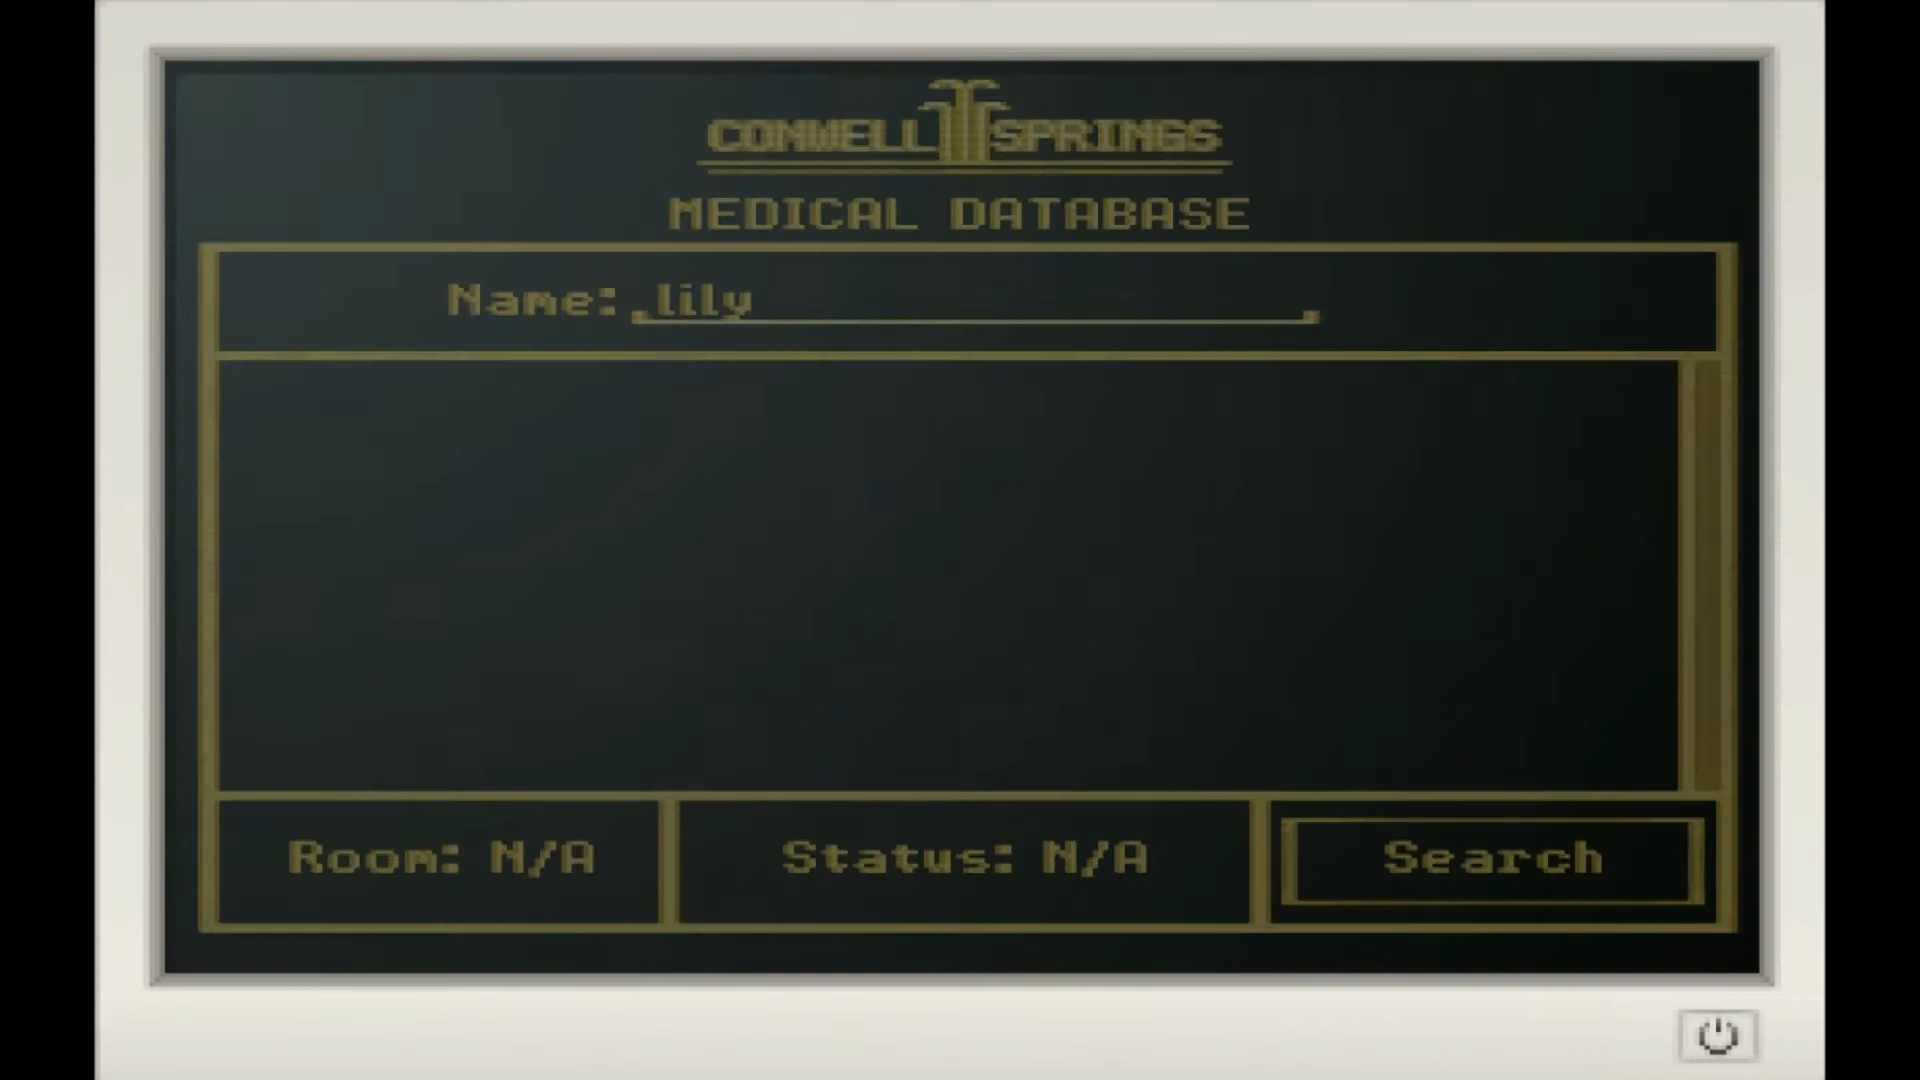 CONWELL SPRINGS
MEDICAL DATABASE
Name: lily
Room: N/A
Status: N/A
Search